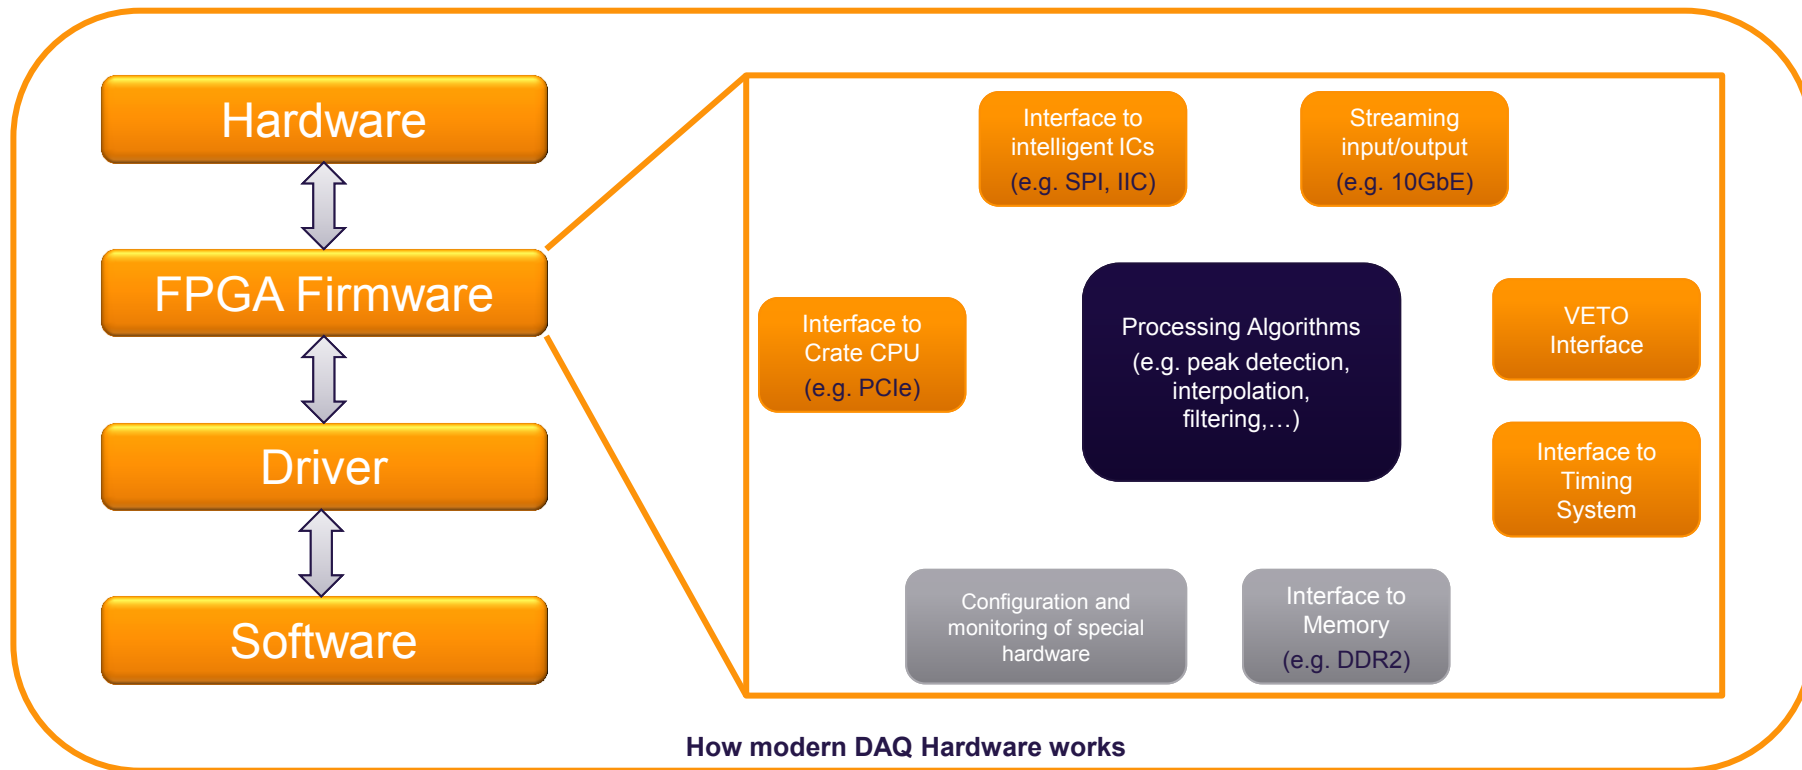 Hardware
FPGA Firmware
Driver
Software
Interface to
intelligent ICs
(e.g. SPI, IIC)
Streaming
input/output
(e.g. 10GbE)
Interface to
Crate CPU
(e.g. PCIe)
Processing Algorithms
(e.g. peak detection,
interpolation,
filtering,…)
VETO
Interface
Interface to
Timing
System
Configuration and
monitoring of special
hardware
Interface to
Memory
(e.g. DDR2)
How modern DAQ Hardware works